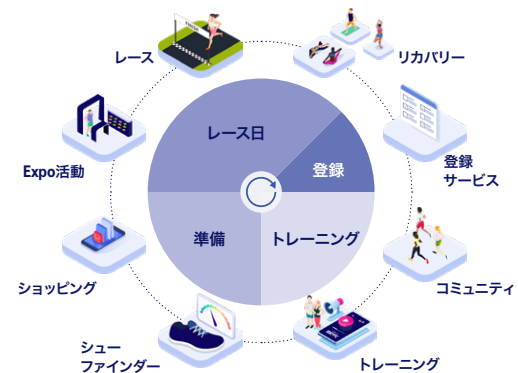 レース
リカバリー
レース日
登録
Expo活動
登録
サービス
準備
トレーニング
ショッピング
コミュニティ
シュー
ファインダー
トレーニング